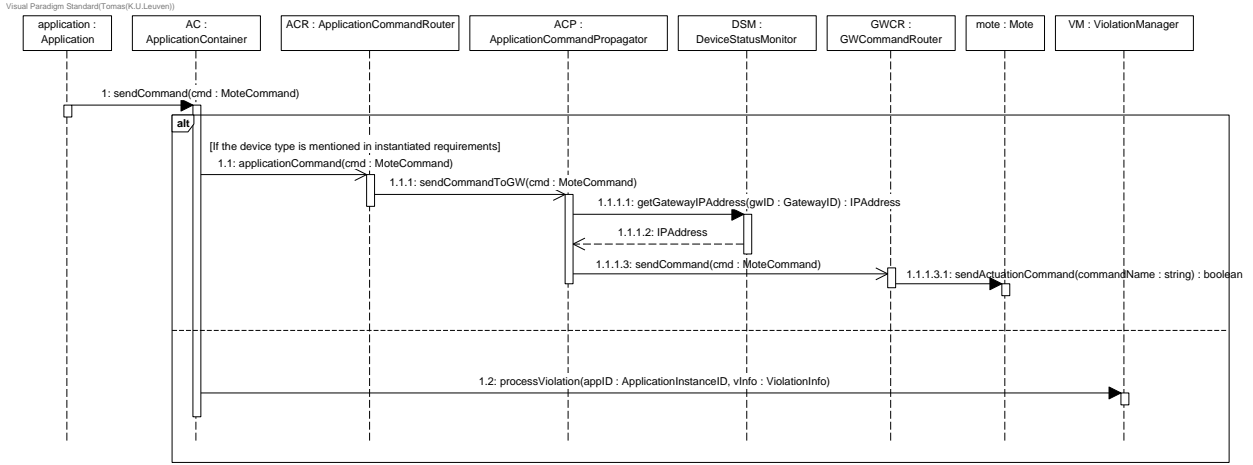 Visual Paradigm Standard(Tomas(K.U.Leuven))
application :
Application
AC :
ApplicationContainer
ACR : ApplicationCommandRouter
ACP :
ApplicationCommandPropagator
DSM :
DeviceStatusMonitor
GWCR :
GWCommandRouter
mote : Mote
VM : ViolationManager
1: sendCommand(cmd : MoteCommand)
alt
[If the device type is mentioned in instantiated requirements]
1.1: applicationCommand(cmd : MoteCommand)
1.1.1: sendCommandToGW(cmd : MoteCommand)
1.1.1.1: getGatewayIPAddress(gwID : GatewayID) : IPAddress
1.1.1.2: IPAddress
1.1.1.3: sendCommand(cmd : MoteCommand)
1.1.1.3.1: sendActuationCommand(commandName : string) : boolean
1.2: processViolation(appID : ApplicationInstanceID, vInfo : ViolationInfo)